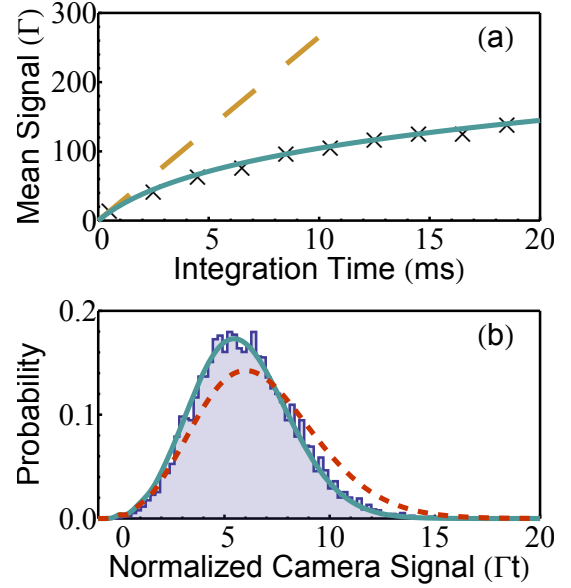 (a)
Mean Signal (Γ)
300
200
100
0
0 5 10 15 20
Integration Time (ms)
(b)
Probability
0.2
0.1
0.0
0 5 10 15 20
Normalized Camera Signal (Γt)